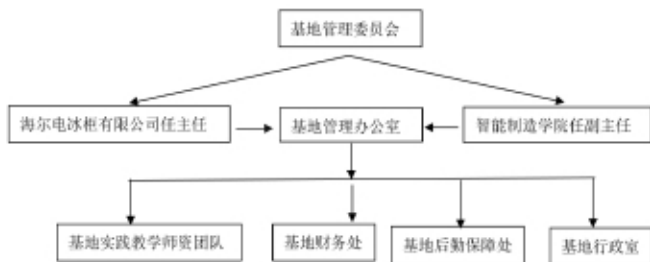 基地管理委员会
海尔电冰柜有限公司任主任
基地管理办公室
智能制造学院任副主任
基地实践教学师资团队
基地财务处
基地后勤保障处
基地行政室